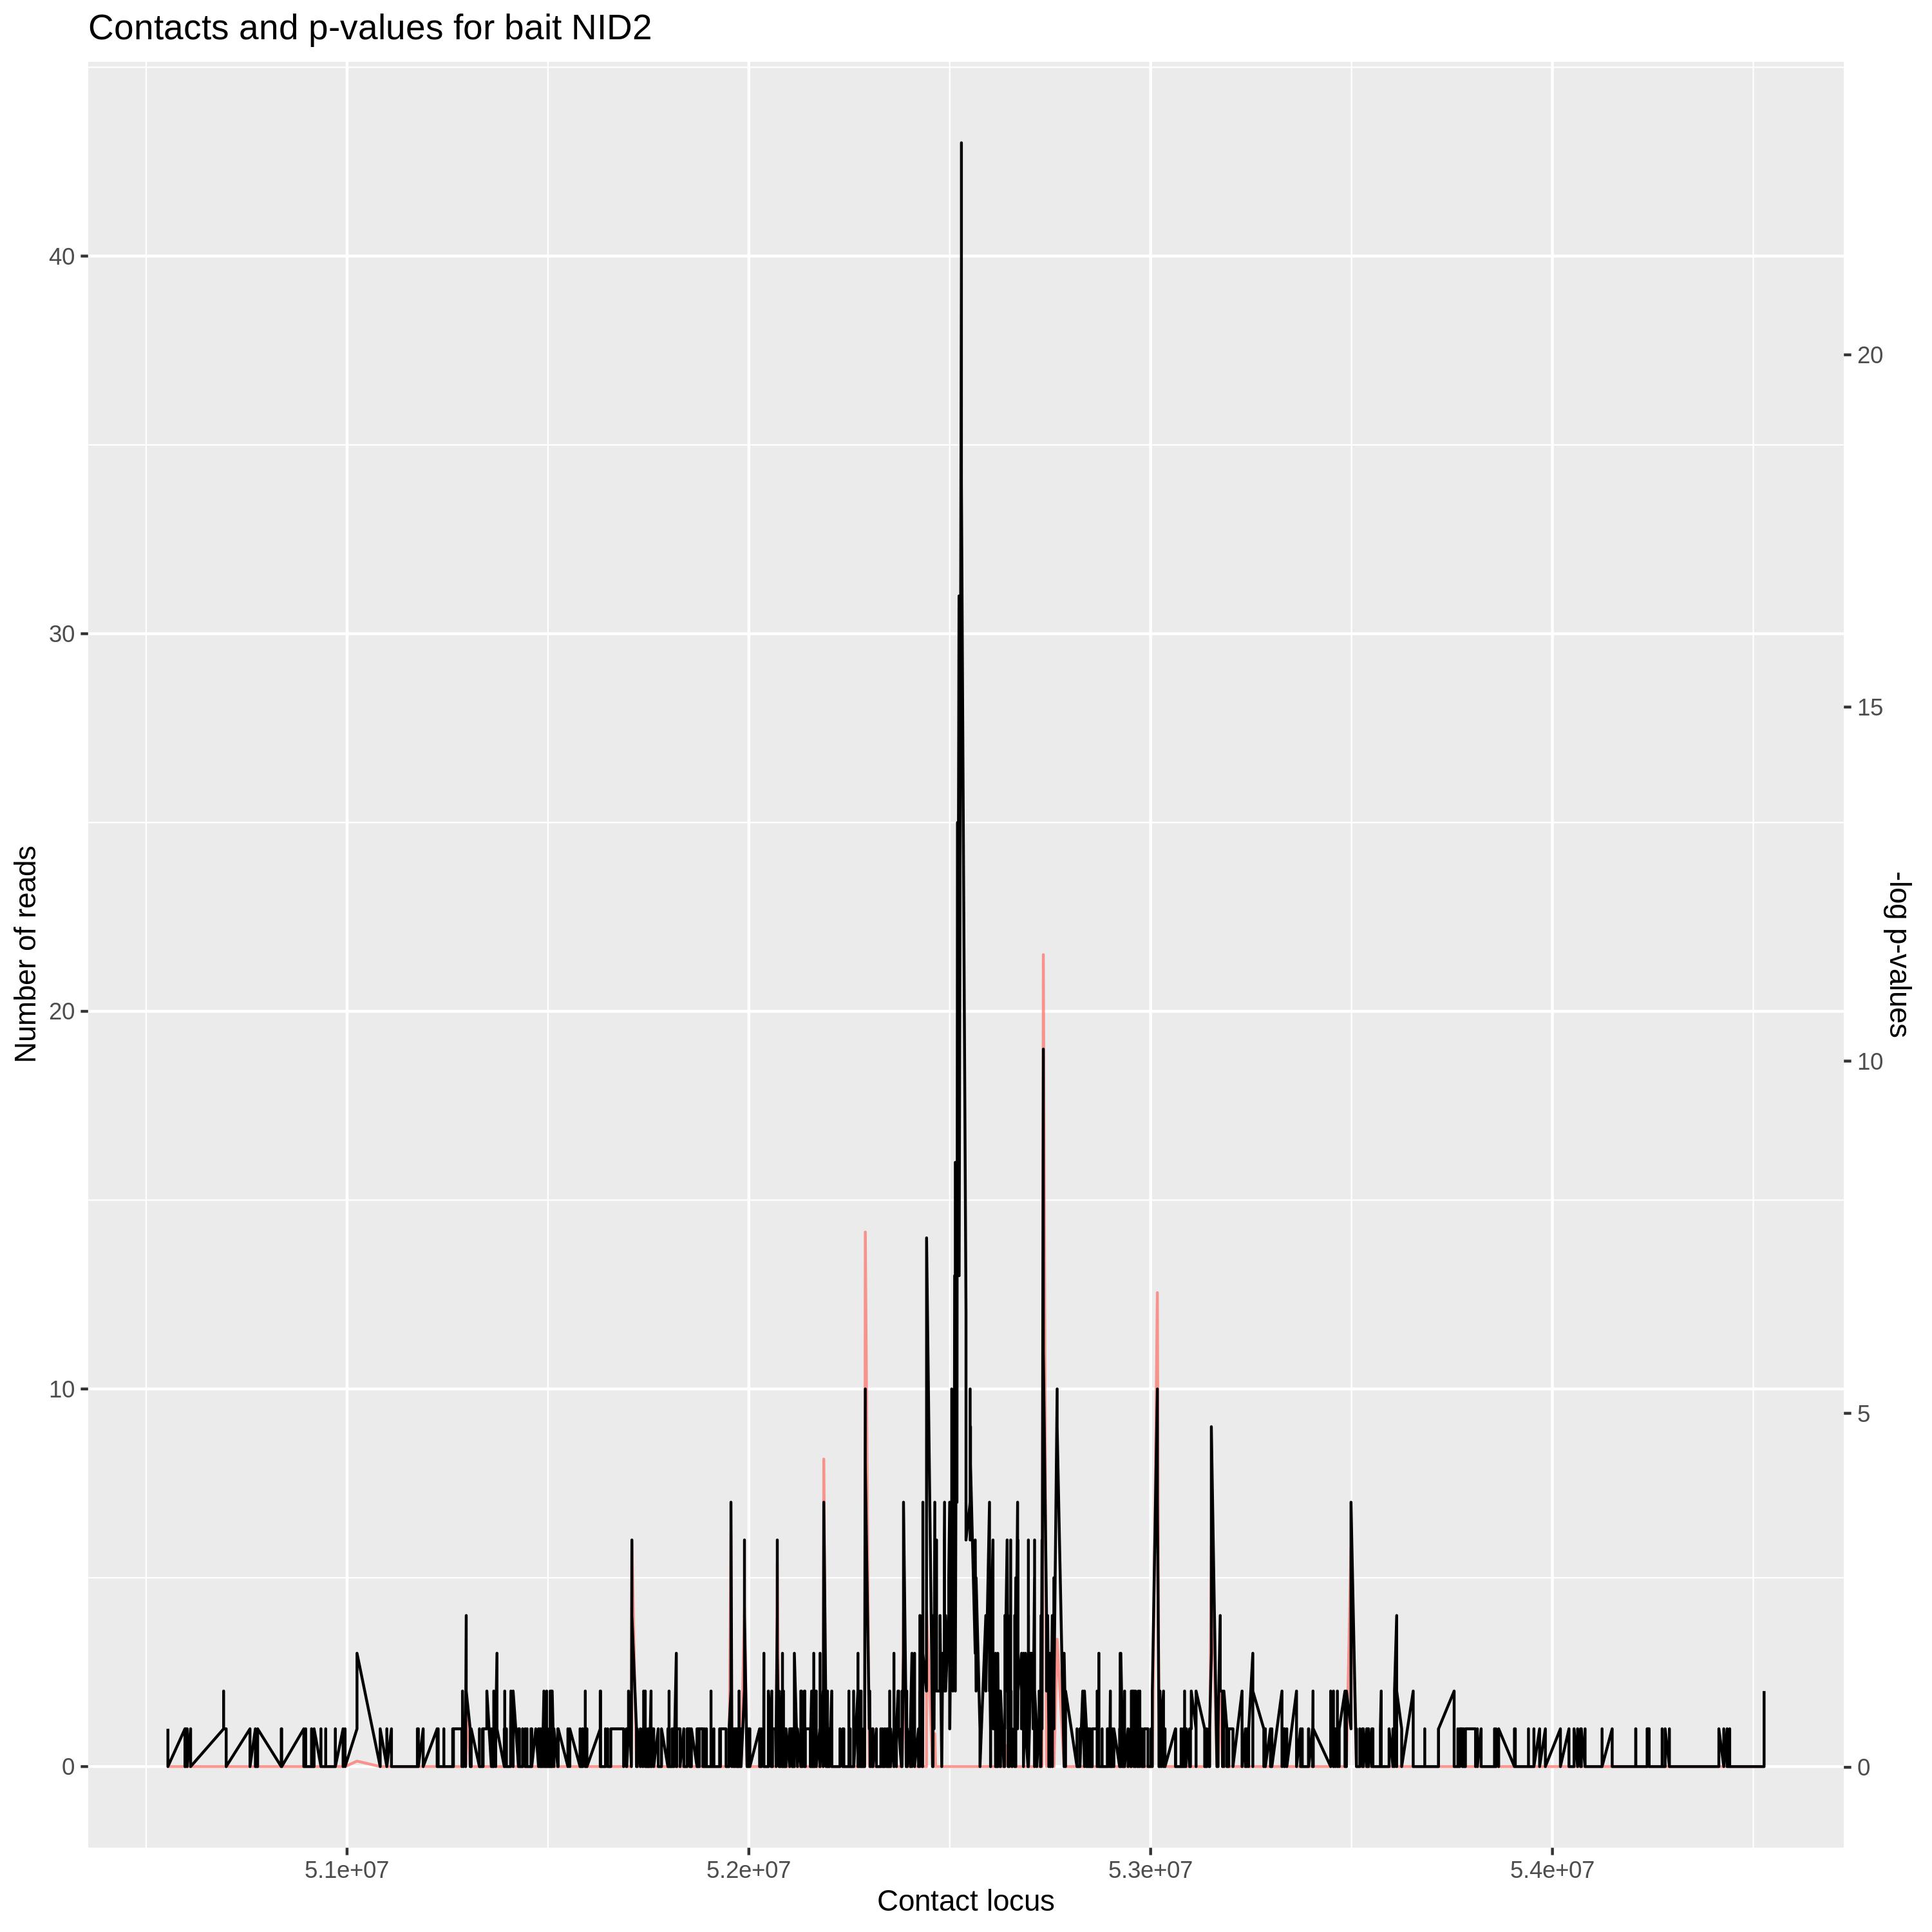 Contacts and p-values for bait NID2
40
30
20
10
0
Number of reads
20
15
10
5
0
-log p-values
5.1e+07
5.2e+07
5.3e+07
5.4e+07
Contact locus